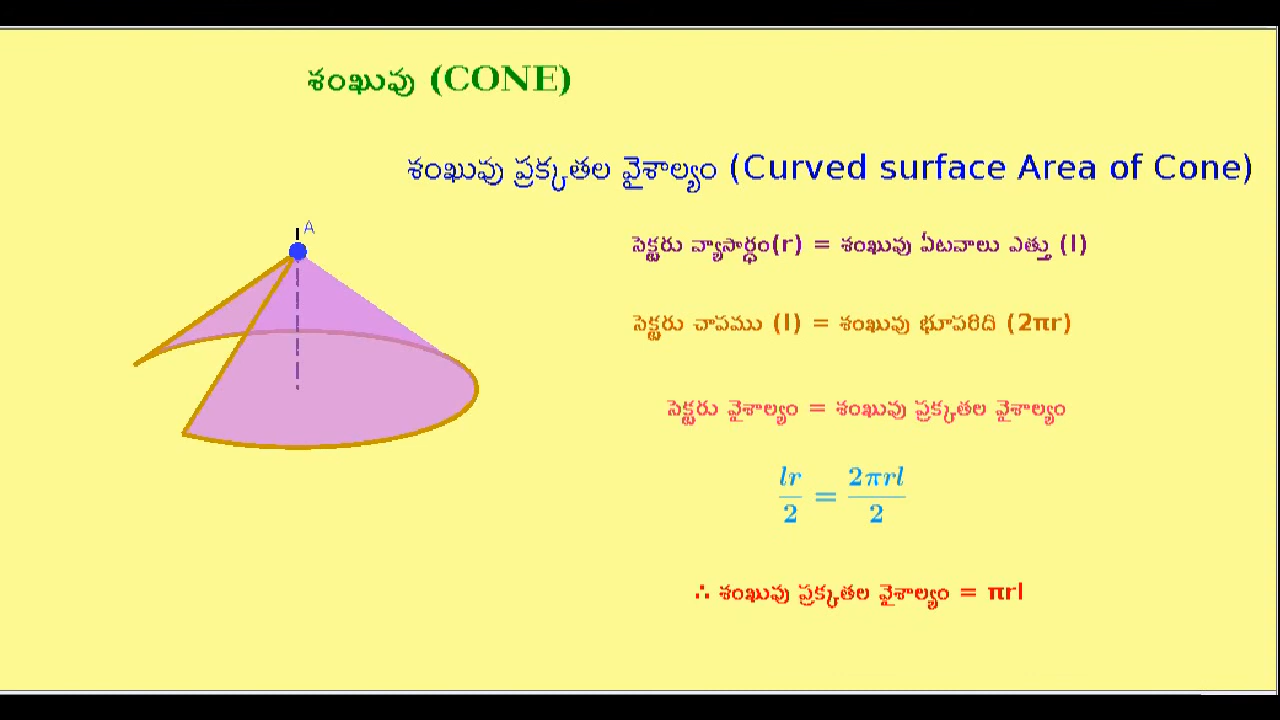 శంఖువు (CONE)
శంఖువు ప్రక్కతల వైశాల్యం (Curved surface Area of Cone)
A
సెక్టరు వ్యాసార్ధం(r) = శంఖువు ఏటవాలు ఎత్తు (l)
సెక్టరు చాపము (l) = శంఖువు భూపరిది (2πr)
సెక్టరు వైశాల్యం = శంఖువు ప్రక్కతల వైశాల్యం
lr/2 = 2πrl/2
∴ శంఖువు ప్రక్కతల వైశాల్యం = πrl